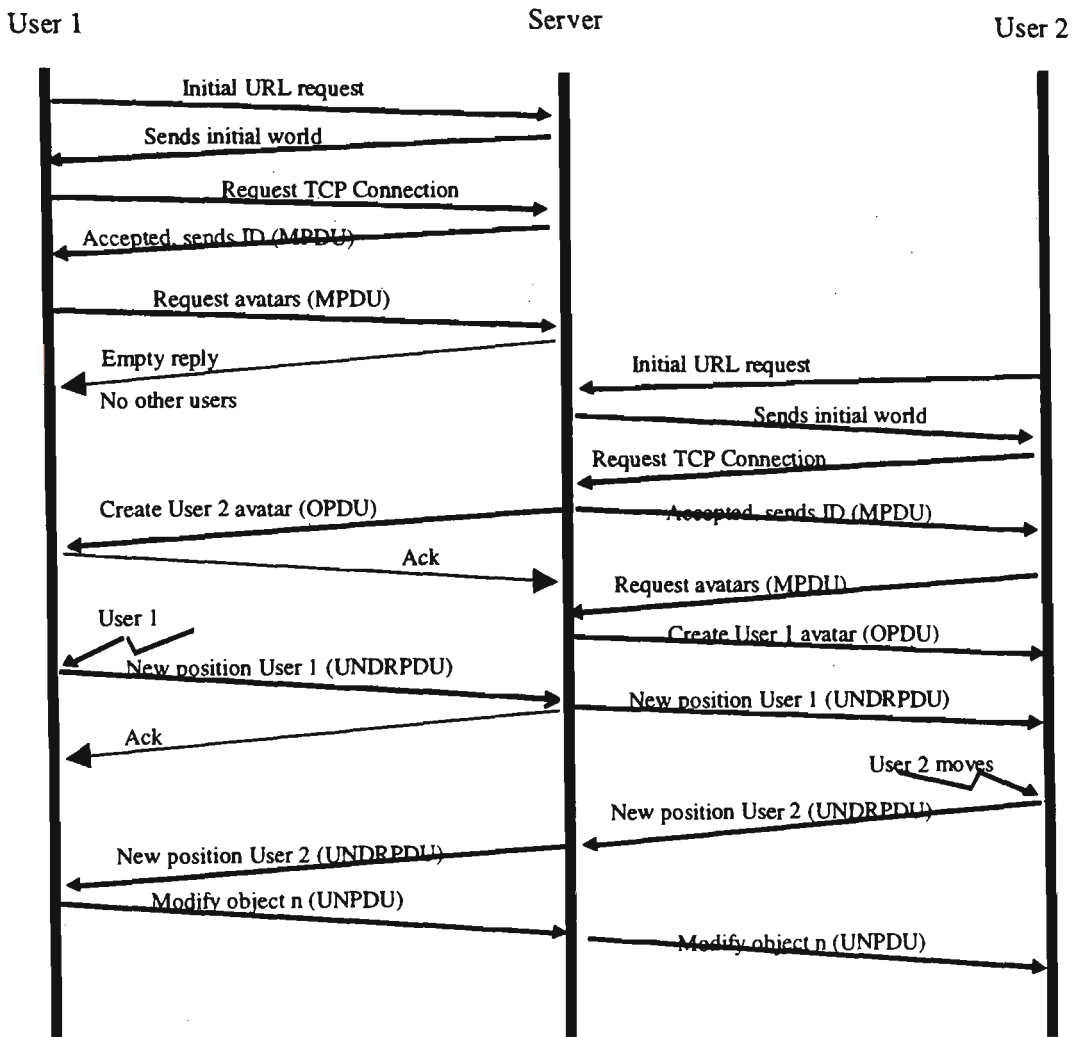 User 1
Server
User 2
Initial URL request
Sends initial world
Request TCP Connection
Accepted, sends ID (MPDU)
Request avatars (MPDU)
Empty reply
No other users
Initial URL request
Sends initial world
Request TCP Connection
Create User 2 avatar (OPDU)
Accepted, sends ID (MPDU)
Ack
Request avatars (MPDU)
User 1
Create User 1 avatar (OPDU)
New position User 1 (UNDRPDU)
New position User 1 (UNDRPDU)
Ack
User 2 moves
New position User 2 (UNDRPDU)
New position User 2 (UNDRPDU)
Modify object n (UNPDU)
Modify object n (UNPDU)